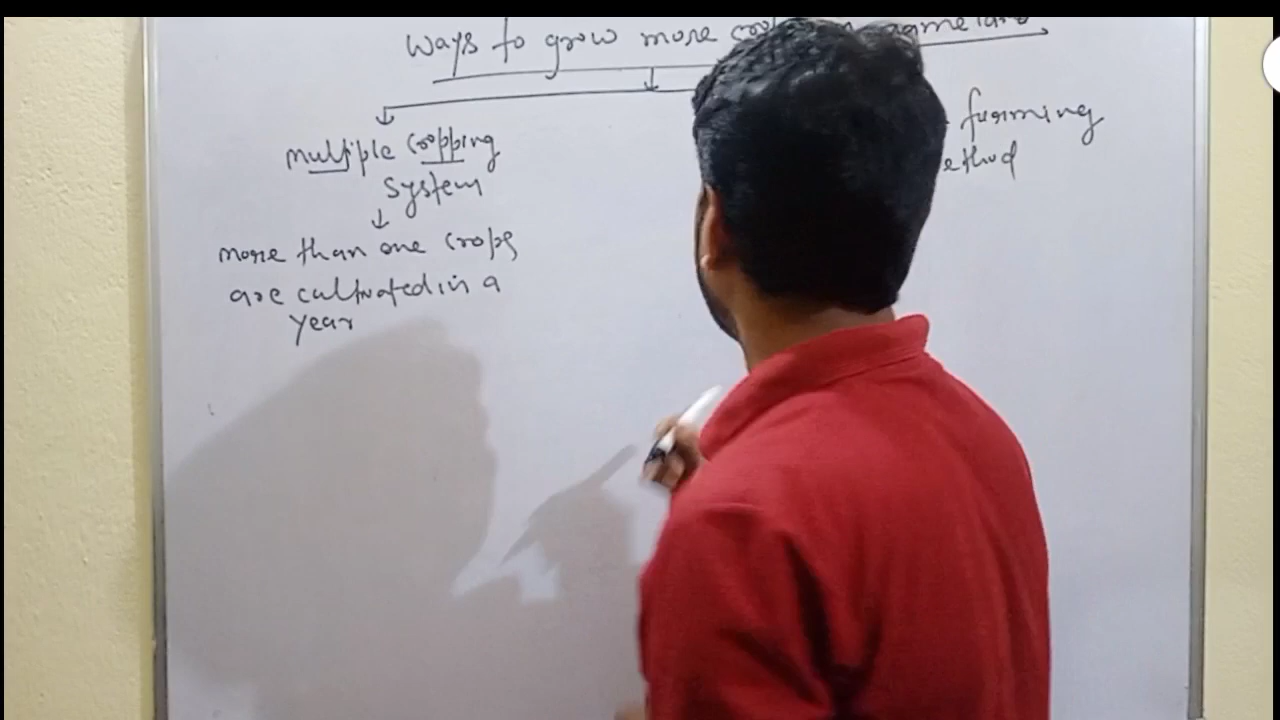 Ways to grow more
multiple cropping
system
more than one crops
are cultivated in a
year
farming
ethod